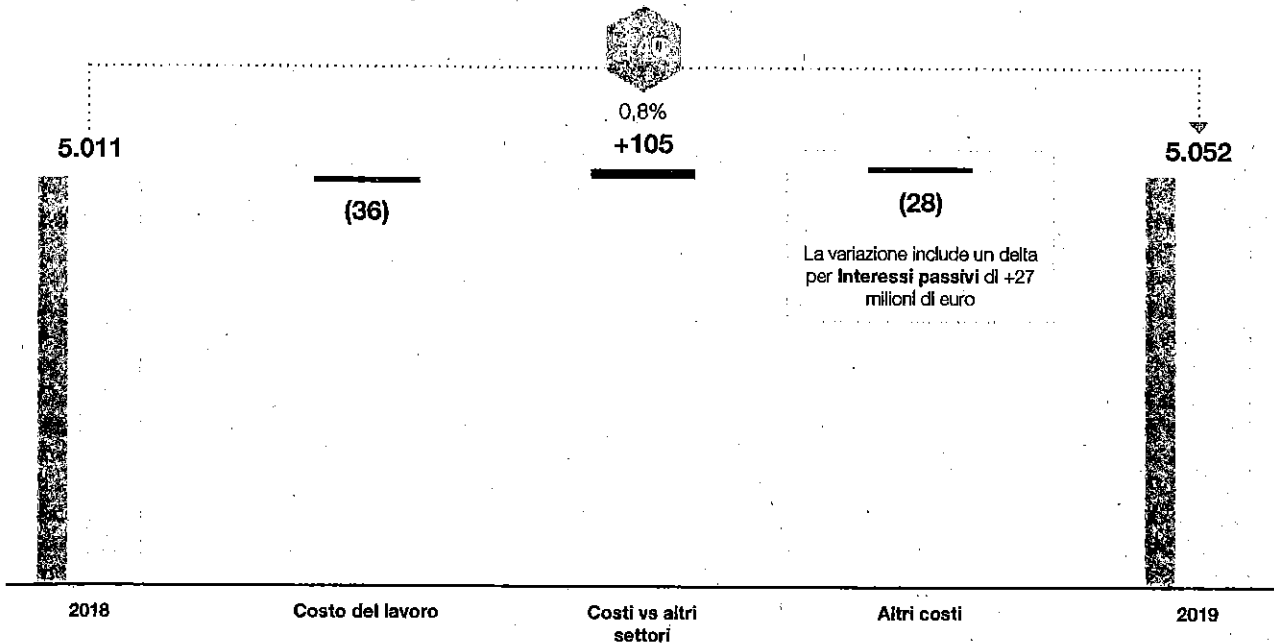 +40
0,8%
5.011
+105
5.052
(36)
(28)
La variazione include un delta
per Interessi passivi di +27
milioni di euro
2018
Costo del lavoro
Costi vs altri
settori
Altri costi
2019